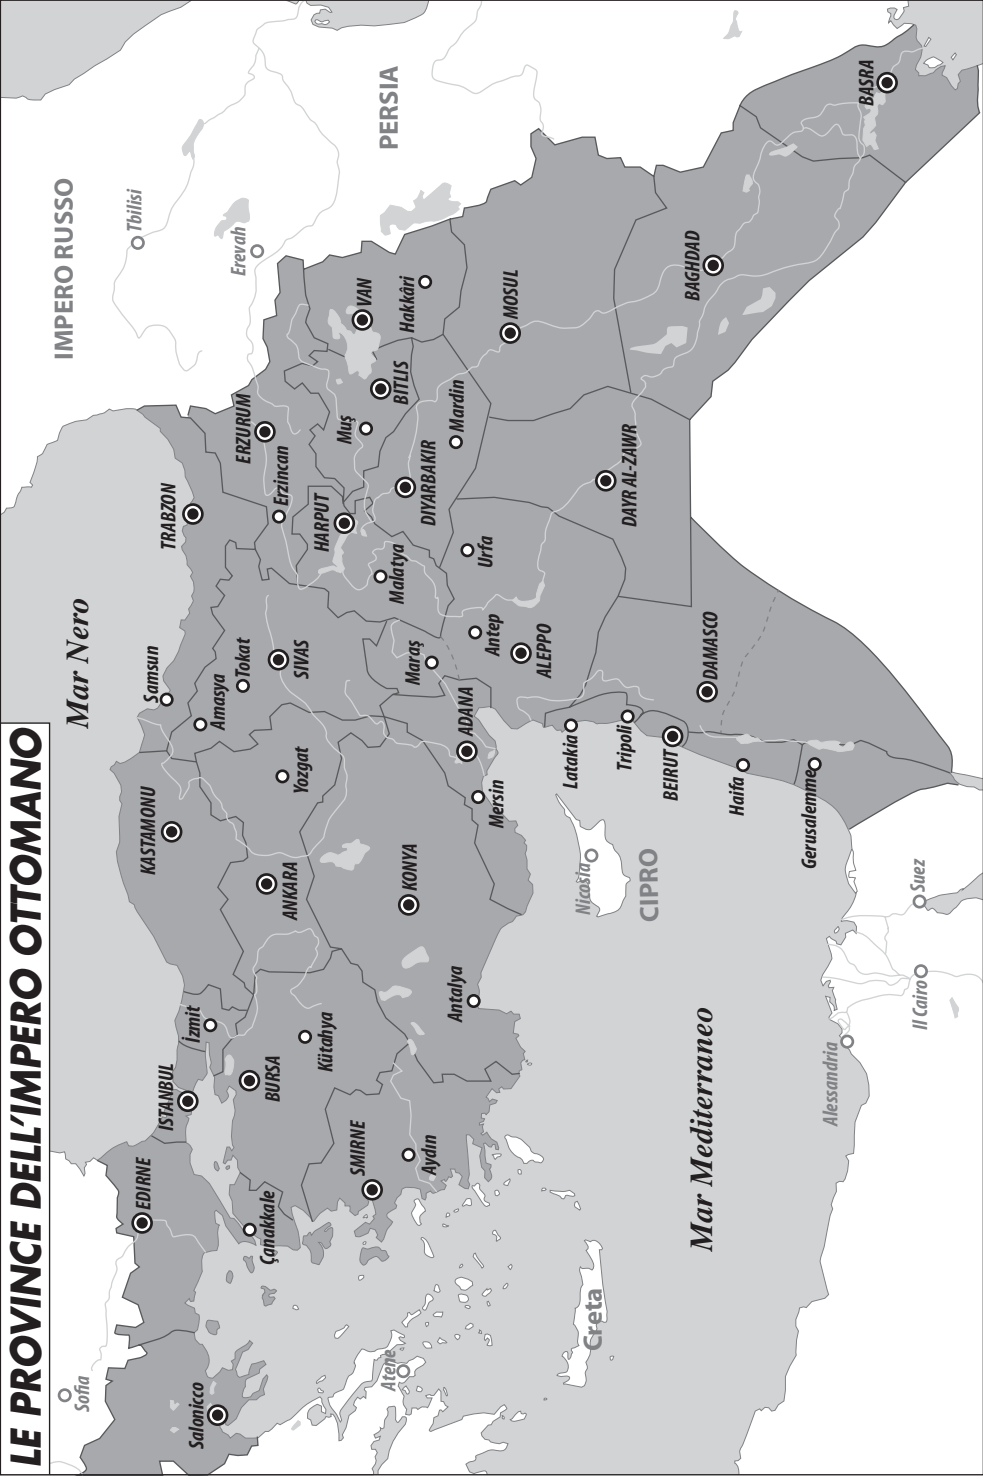 LE PROVINCE DELL'IMPERO OTTOMANO
Sofia
Salonicco
EDIRNE
ISTANBUL
İzmit
Çanakkale
BURSA
Kütahya
SMIRNE
Aydın
Atene
Creta
Mar Nero
KASTAMONU
Samsun
Amasya
Tokat
SIVAS
Yozgat
ANKARA
KONYA
Antalya
Mersin
ADANA
Maraş
Antep
ALEPPO
Urfa
Malatya
HARPUT
Erzincan
TRABZON
ERZURUM
Muş
BITLIS
VAN
Hakkâri
DIYARBAKIR
Mardin
MOSUL
DAYR AL-ZAWR
BAGHDAD
BASRA
IMPERO RUSSO
Tbilisi
Erevah
PERSIA
Latakia
Tripoli
BEIRUT
DAMASCO
Haifa
Gerusalemme
Nicosia
CIPRO
Mar Mediterraneo
Alessandria
Il Cairo
Suez